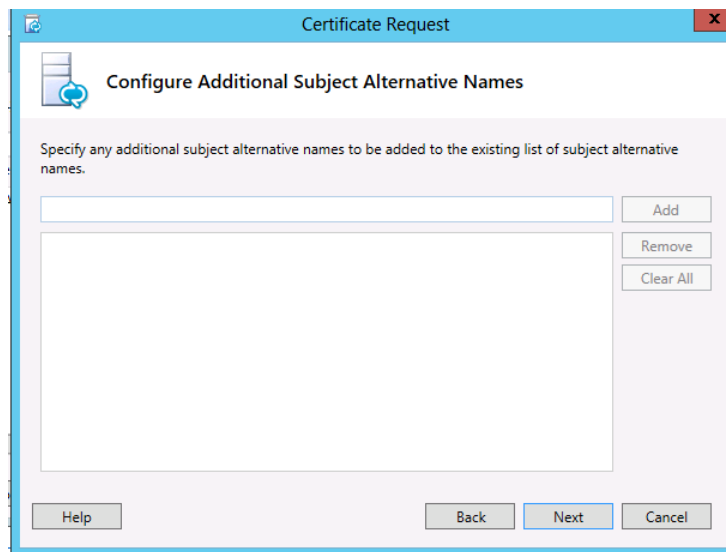 Certificate Request
x
Configure Additional Subject Alternative Names
Specify any additional subject alternative names to be added to the existing list of subject alternative
names.
Add
Remove
Clear All
Help
Back
Next
Cancel